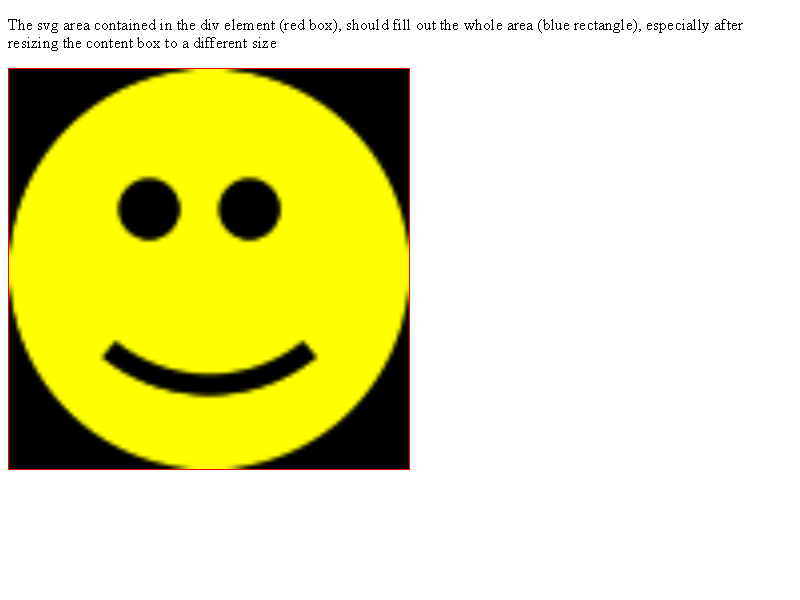 The svg area contained in the div element (red box), should fill out the whole area (blue rectangle), especially after
resizing the content box to a different size